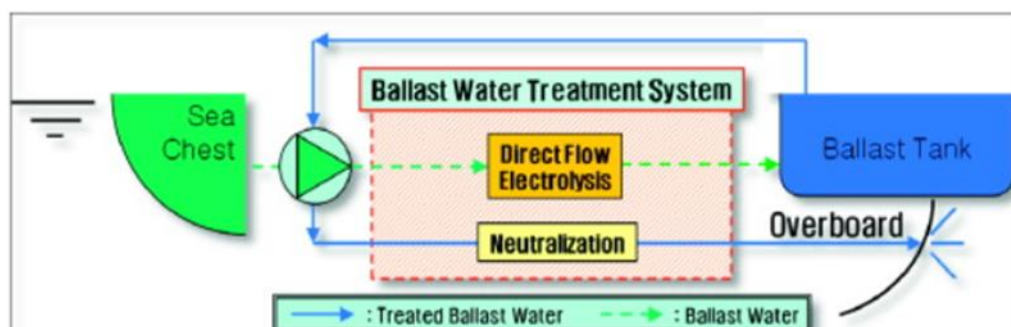 Ballast Water Treatment System
Sea
Chest
Direct Flow
Electrolysis
Ballast Tank
Neutralization
Overboard
: Treated Ballast Water
: Ballast Water